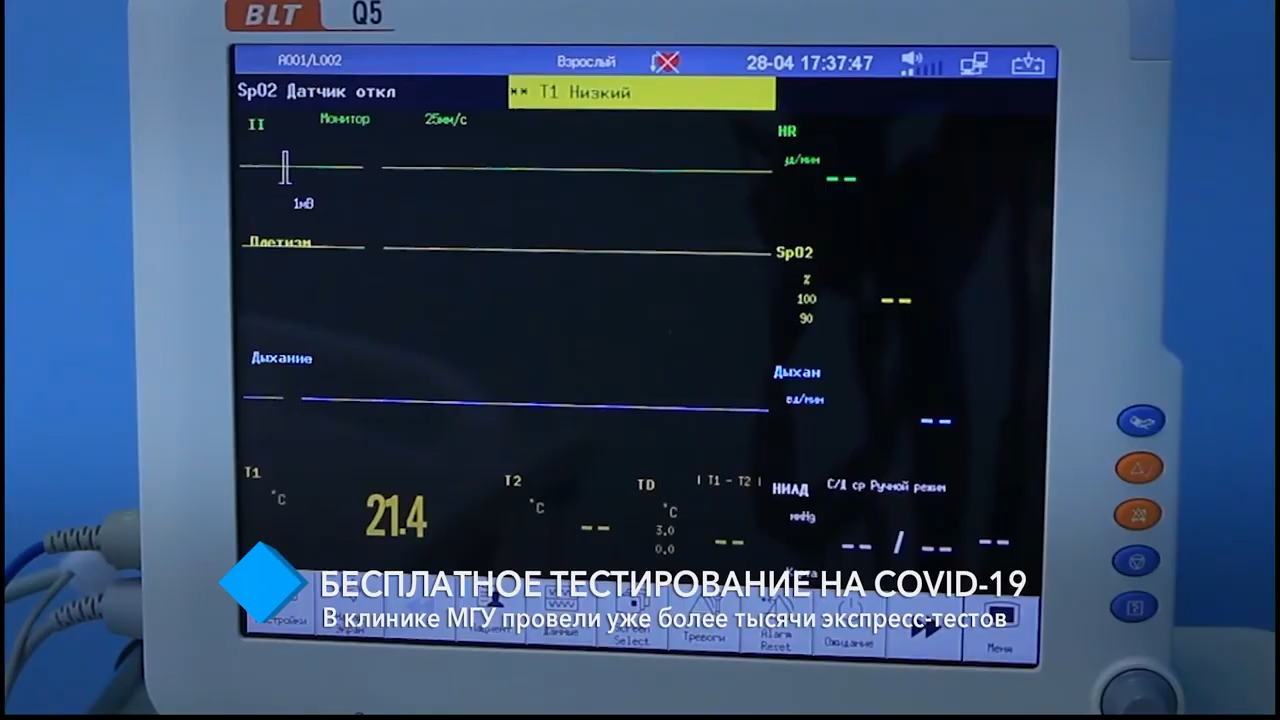 BLT Q5
A001/L002 Взрослый 28-04 17:37:47
SpO2 Датчик откл ** T1 Низкий
II Монитор 25мм/с
HR
уд/мин
--
1мВ
Плетизм
SpO2
%
100
90
--
Дыхание
Дыхан
вд/мин
--
T1
°C
21.4
T2
°C
--
TD
°C
3.0
0.0
| T1 - T2 |
--
НИАД С/Д ср Ручной режим
mmHg
-- / -- --
БЕСПЛАТНОЕ ТЕСТИРОВАНИЕ НА COVID-19
В клинике МГУ провели уже более тысячи экспресс-тестов
Данные
Select
Тревоги
Alarm
Reset
Ожидание
Меню